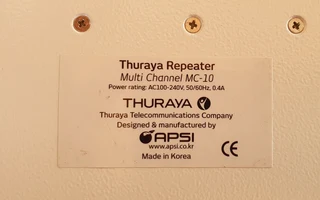 Thuraya Repeater
Multi Channel MC-10
Power rating: AC100-240V, 50/60Hz, 0.4A
THURAYA
Thuraya Telecommunications Company
Designed & manufactured by
APSI
www.apsi.co.kr
Made in Korea
CE